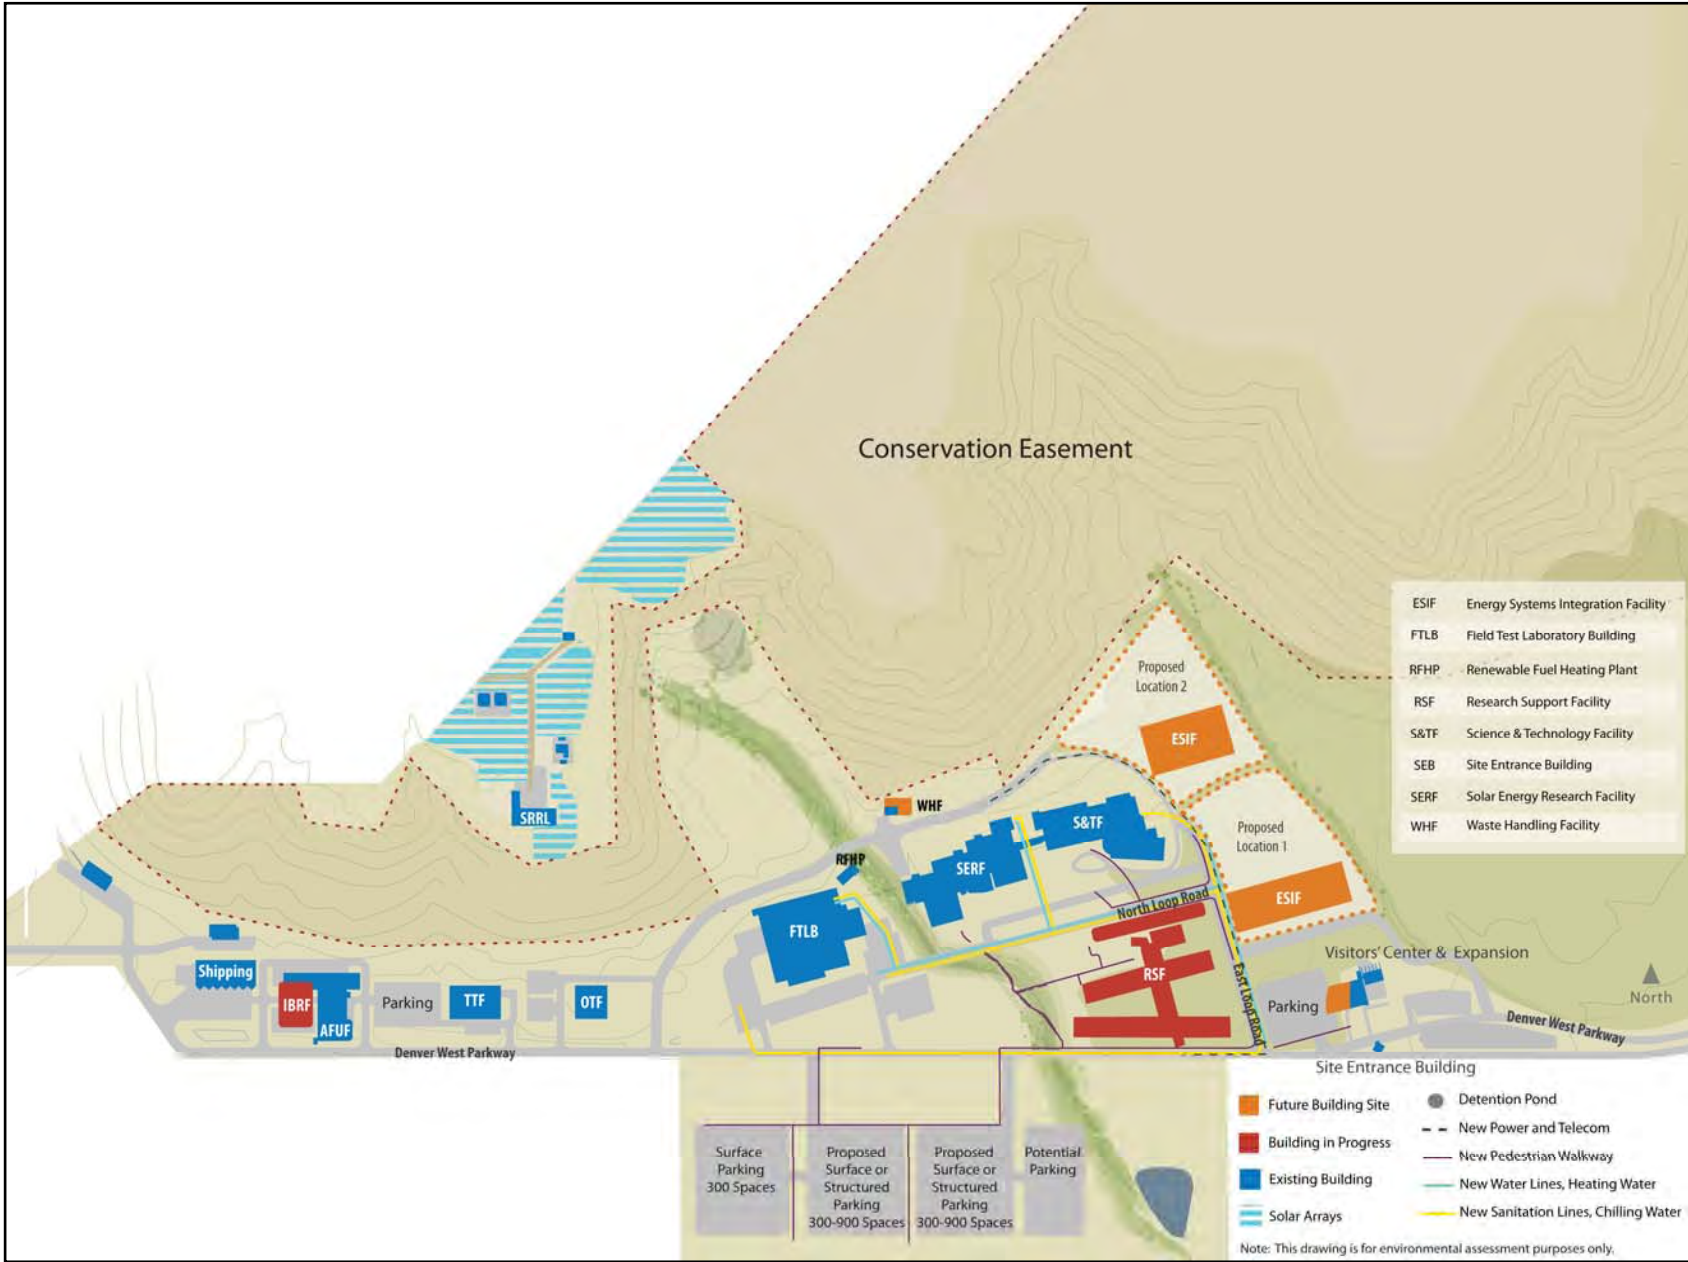 Conservation Easement
ESIF Energy Systems Integration Facility
FTLB Field Test Laboratory Building
RFHP Renewable Fuel Heating Plant
RSF Research Support Facility
S&TF Science & Technology Facility
SEB Site Entrance Building
SERF Solar Energy Research Facility
WHF Waste Handling Facility
Proposed
Location 2
ESIF
Proposed
Location 1
ESIF
WHF
S&TF
SRRL
RFHP
SERF
North Loop Road
FTLB
RSF
East Loop Road
Visitors' Center & Expansion
Parking
North
Denver West Parkway
Shipping
IBRF
AFUF
Parking
TTF
OTF
Denver West Parkway
Site Entrance Building
Surface
Parking
300 Spaces
Proposed
Surface or
Structured
Parking
300-900 Spaces
Proposed
Surface or
Structured
Parking
300-900 Spaces
Potential
Parking
Future Building Site
Building in Progress
Existing Building
Solar Arrays
Detention Pond
New Power and Telecom
New Pedestrian Walkway
New Water Lines, Heating Water
New Sanitation Lines, Chilling Water
Note: This drawing is for environmental assessment purposes only.